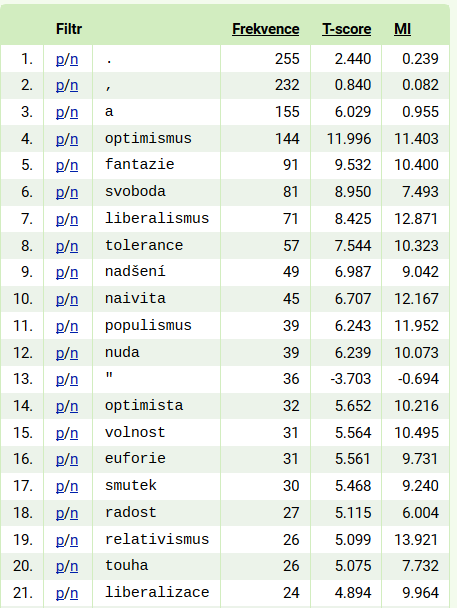 Filtr Frekvence T-score MI
1. p/n . 255 2.440 0.239
2. p/n , 232 0.840 0.082
3. p/n a 155 6.029 0.955
4. p/n optimismus 144 11.996 11.403
5. p/n fantazie 91 9.532 10.400
6. p/n svoboda 81 8.950 7.493
7. p/n liberalismus 71 8.425 12.871
8. p/n tolerance 57 7.544 10.323
9. p/n nadšení 49 6.987 9.042
10. p/n naivita 45 6.707 12.167
11. p/n populismus 39 6.243 11.952
12. p/n nuda 39 6.239 10.073
13. p/n " 36 -3.703 -0.694
14. p/n optimista 32 5.652 10.216
15. p/n volnost 31 5.564 10.495
16. p/n euforie 31 5.561 9.731
17. p/n smutek 30 5.468 9.240
18. p/n radost 27 5.115 6.004
19. p/n relativismus 26 5.099 13.921
20. p/n touha 26 5.075 7.732
21. p/n liberalizace 24 4.894 9.964